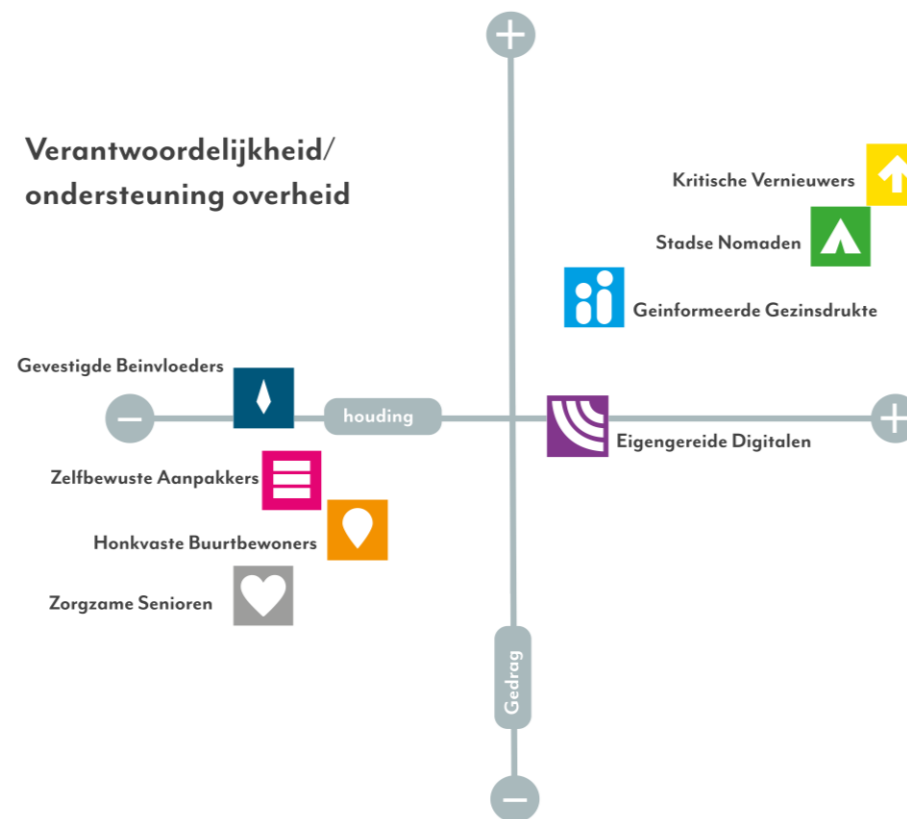 +
Verantwoordelijkheid/
ondersteuning overheid
Kritische Vernieuwers
Stadse Nomaden
Geinformeerde Gezinsdrukte
Gevestigde Beinvloeders
− houding +
Eigengereide Digitalen
Zelfbewuste Aanpakkers
Honkvaste Buurtbewoners
Zorgzame Senioren
Gedrag
−